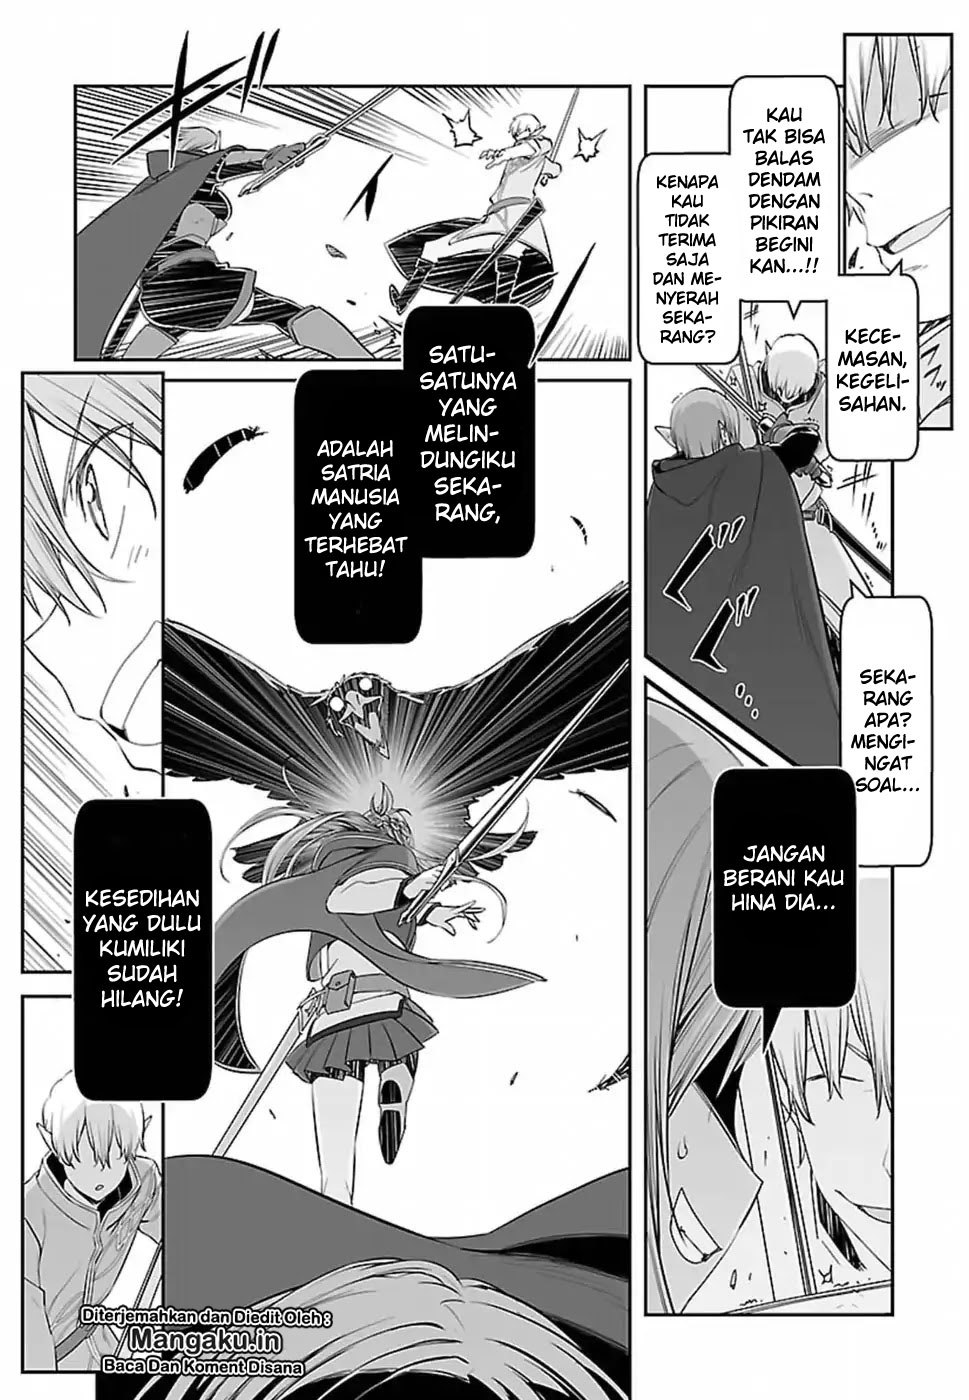 KAU
TAK BISA
BALAS
DENDAM
DENGAN
PIKIRAN
BEGINI
KAN...!!
KENAPA
KAU
TIDAK
TERIMA
SAJA
DAN ME-
NYERAH
SEKA-
RANG?
KECE-
MASAN,
KEGELI-
SAHAN.
SEKA-
RANG
APA?
MENGI-
NGAT
SOAL...
JANGAN
BERANI KAU
HINA DIA...
SATU-
SATUNYA
YANG
MELIN-
DUNGIKU
SEKA-
RANG,
ADALAH
SATRIA
MANUSIA
YANG
TERHEBAT
TAHU!
KESEDIHAN
YANG DULU
KUMILIKI
SUDAH
HILANG!
Diterjemahkan dan Diedit Oleh :
Mangaku.in
Baca Dan Koment Disana